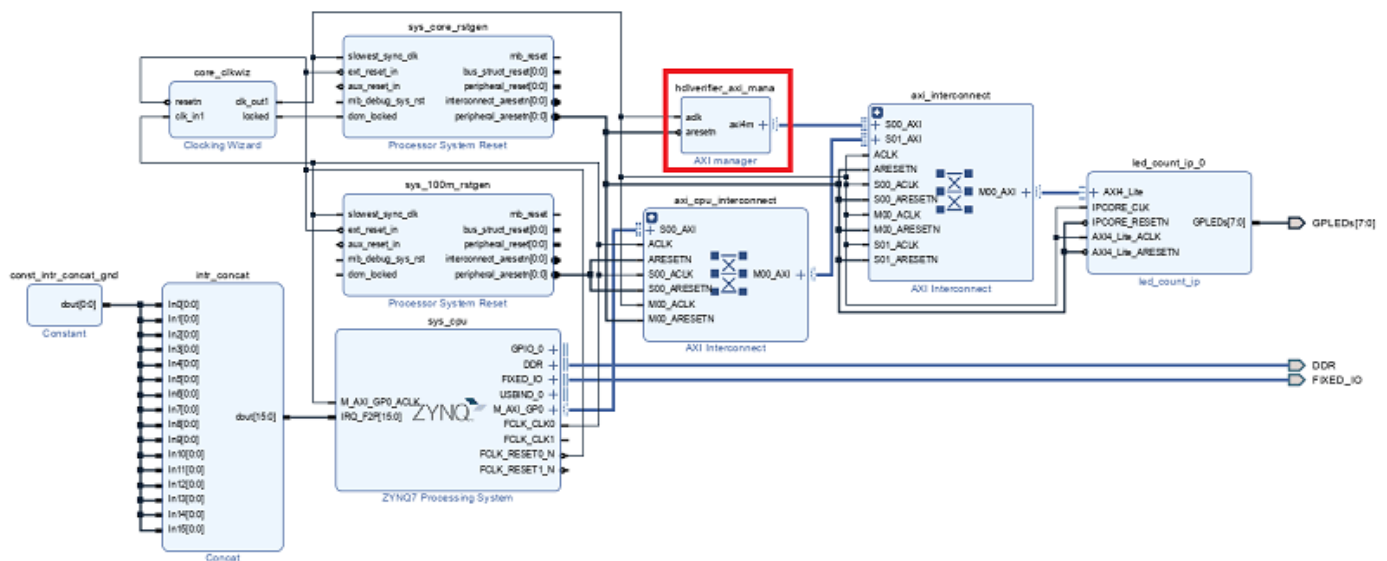 sys_core_rstgen
slowest_sync_clk
ext_reset_in
aux_reset_in
mb_debug_sys_rst
dcm_locked
mb_reset
bus_struct_reset[0:0]
peripheral_reset[0:0]
interconnect_aresetn[0:0]
peripheral_aresetn[0:0]
Processor System Reset
core_clkwiz
resetn
clk_in1
clk_out1
locked
Clocking Wizard
hdlverifier_axi_mana
aclk
aresetn
axi4m
AXI manager
axi_interconnect
S00_AXI
S01_AXI
ACLK
ARESETN
S00_ACLK
S00_ARESETN
M00_ACLK
M00_ARESETN
S01_ACLK
S01_ARESETN
M00_AXI
AXI Interconnect
led_count_ip_0
AXI4_Lite
IPCORE_CLK
IPCORE_RESETN
AXI4_Lite_ACLK
AXI4_Lite_ARESETN
GPLEDs[7:0]
led_count_ip
GPLEDs[7:0]
sys_100m_rstgen
slowest_sync_clk
ext_reset_in
aux_reset_in
mb_debug_sys_rst
dcm_locked
mb_reset
bus_struct_reset[0:0]
peripheral_reset[0:0]
interconnect_aresetn[0:0]
peripheral_aresetn[0:0]
Processor System Reset
axi_cpu_interconnect
S00_AXI
ACLK
ARESETN
S00_ACLK
S00_ARESETN
M00_ACLK
M00_ARESETN
M00_AXI
AXI Interconnect
const_intr_concat_gnd
dout[0:0]
Constant
intr_concat
In0[0:0]
In1[0:0]
In2[0:0]
In3[0:0]
In4[0:0]
In5[0:0]
In6[0:0]
In7[0:0]
In8[0:0]
In9[0:0]
In10[0:0]
In11[0:0]
In12[0:0]
In13[0:0]
In14[0:0]
In15[0:0]
dout[15:0]
Concat
sys_cpu
M_AXI_GP0_ACLK
IRQ_F2P[15:0]
ZYNQ
GPIO_0
DDR
FIXED_IO
USBIND_0
M_AXI_GP0
FCLK_CLK0
FCLK_CLK1
FCLK_RESET0_N
FCLK_RESET1_N
ZYNQ7 Processing System
DDR
FIXED_IO